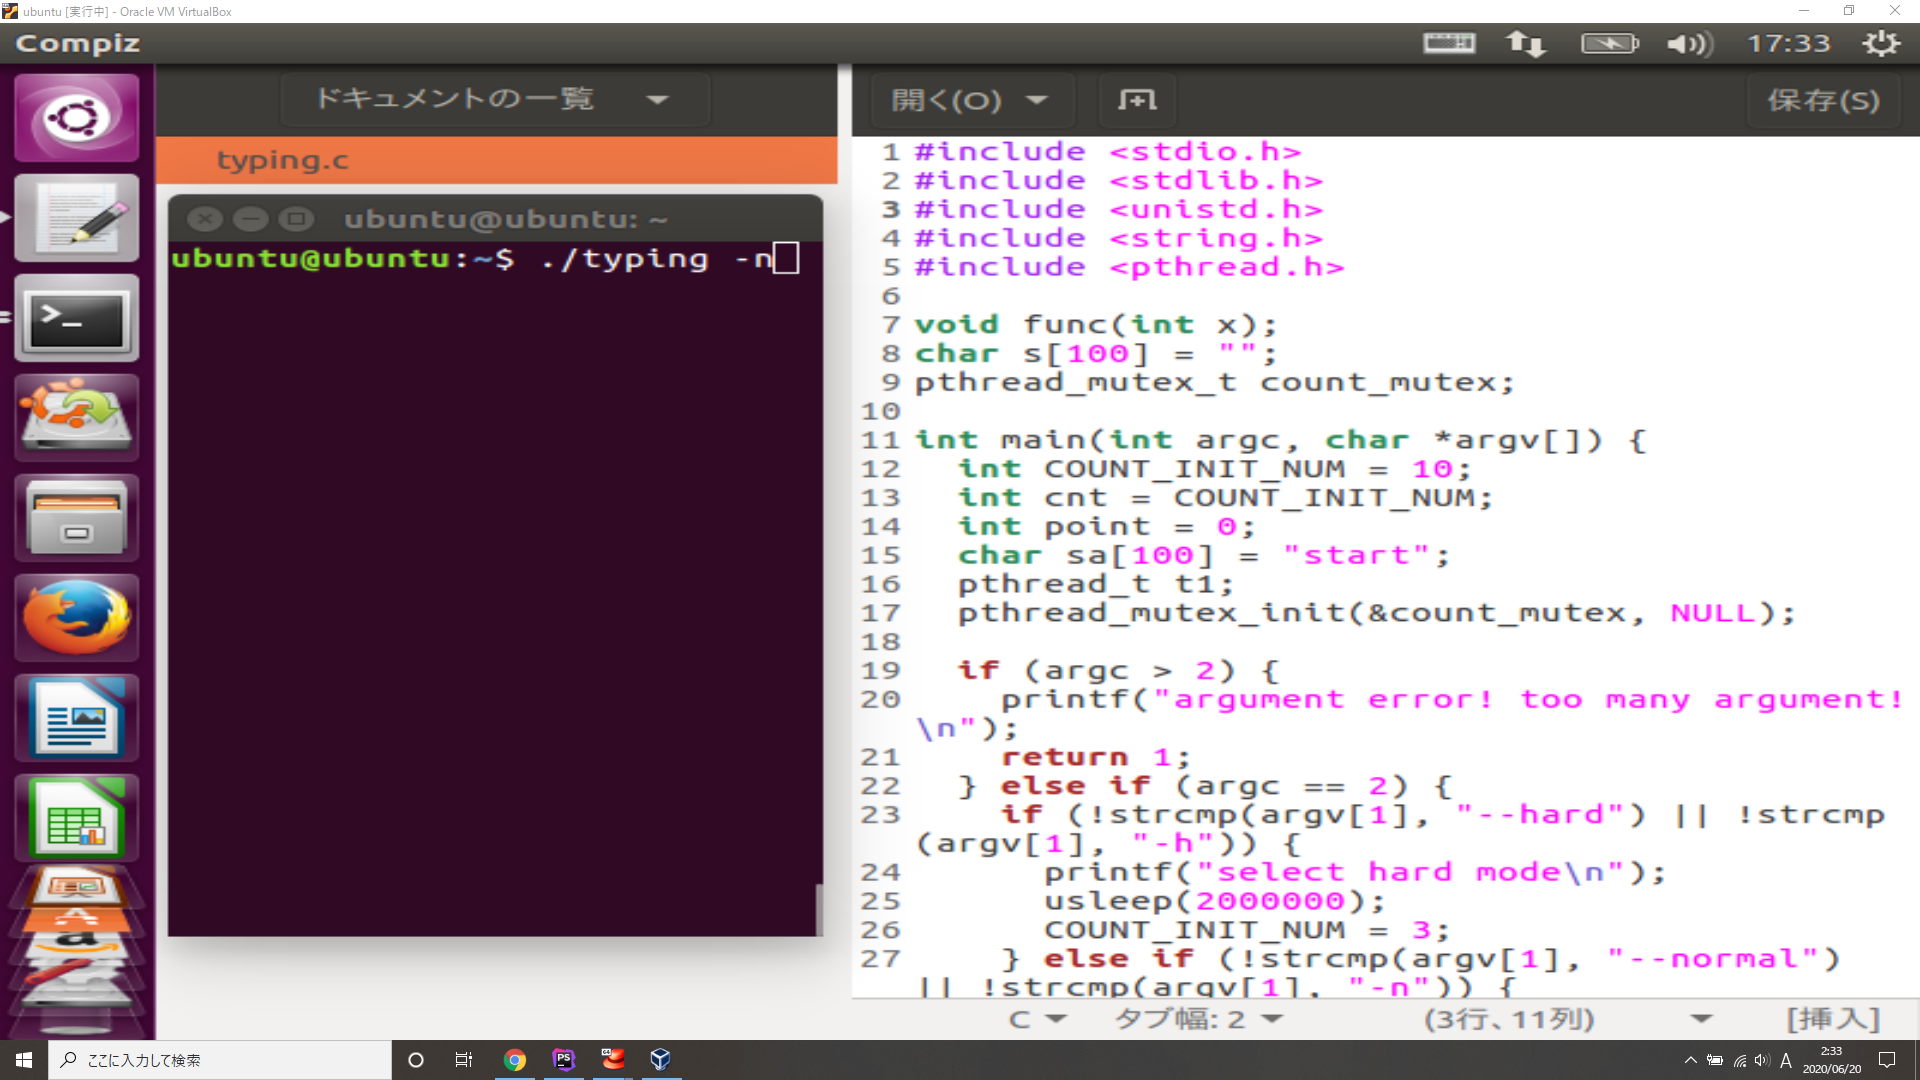 ubuntu [実行中] - Oracle VM VirtualBox
Compiz
17:33
ドキュメントの一覧
開く(O)
保存(S)
typing.c
ubuntu@ubuntu: ~
ubuntu@ubuntu:~$ ./typing -n
1 #include <stdio.h>
2 #include <stdlib.h>
3 #include <unistd.h>
4 #include <string.h>
5 #include <pthread.h>
6
7 void func(int x);
8 char s[100] = "";
9 pthread_mutex_t count_mutex;
10
11 int main(int argc, char *argv[]) {
12   int COUNT_INIT_NUM = 10;
13   int cnt = COUNT_INIT_NUM;
14   int point = 0;
15   char sa[100] = "start";
16   pthread_t t1;
17   pthread_mutex_init(&count_mutex, NULL);
18
19   if (argc > 2) {
20     printf("argument error! too many argument!
\n");
21     return 1;
22   } else if (argc == 2) {
23     if (!strcmp(argv[1], "--hard") || !strcmp
(argv[1], "-h")) {
24       printf("select hard mode\n");
25       usleep(2000000);
26       COUNT_INIT_NUM = 3;
27     } else if (!strcmp(argv[1], "--normal")
|| !strcmp(argv[1], "-n")) {
C
タブ幅: 2
(3行、11列)
[挿入]
ここに入力して検索
PS
A
2:33
2020/06/20